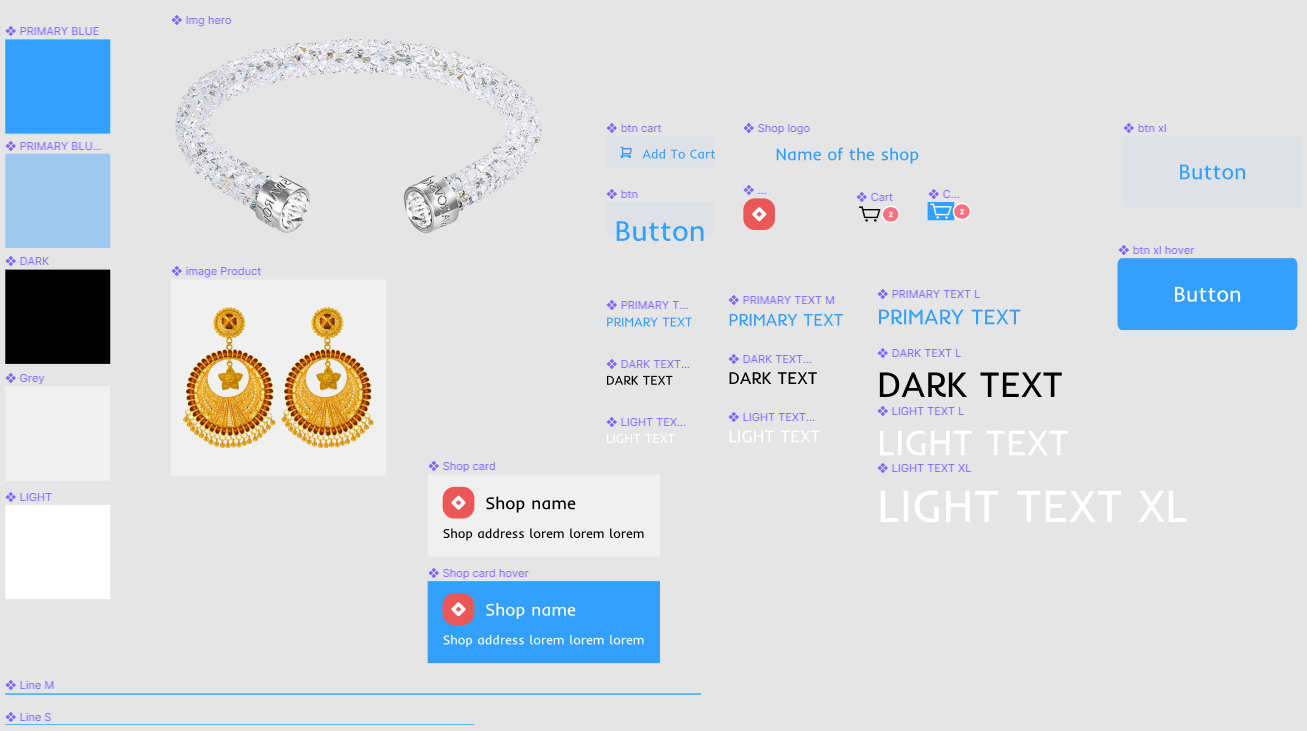 PRIMARY BLUE
Img hero
PRIMARY BLU...
DARK
Grey
LIGHT
image Product
btn cart
Add To Cart
Shop logo
Name of the shop
btn xl
Button
btn
Button
...
Cart
2
C...
2
btn xl hover
Button
PRIMARY T...
PRIMARY TEXT
PRIMARY TEXT M
PRIMARY TEXT
PRIMARY TEXT L
PRIMARY TEXT
DARK TEXT...
DARK TEXT
DARK TEXT...
DARK TEXT
DARK TEXT L
DARK TEXT
LIGHT TEX...
LIGHT TEXT
LIGHT TEXT...
LIGHT TEXT
LIGHT TEXT L
LIGHT TEXT
LIGHT TEXT XL
LIGHT TEXT XL
Shop card
Shop name
Shop address lorem lorem lorem
Shop card hover
Shop name
Shop address lorem lorem lorem
Line M
Line S